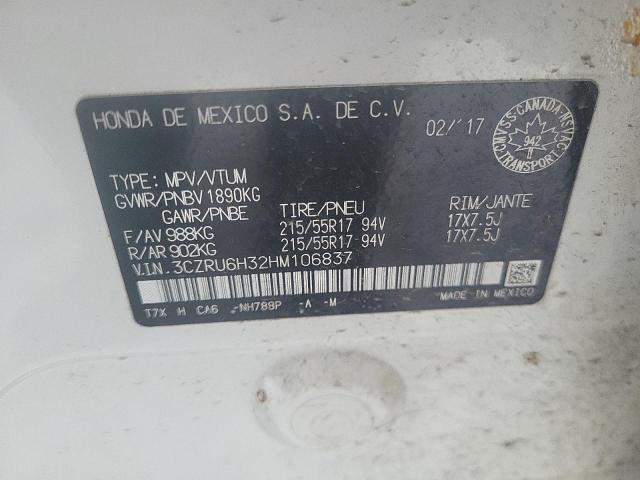 HONDA DE MEXICO S.A. DE C.V.
02/'17
CMVSS·CANADA·NSVAC
942
TRANSPORT
TYPE: MPV/VTUM
GVWR/PNBV 1890KG
GAWR/PNBE TIRE/PNEU RIM/JANTE
F/AV 988KG 215/55R17 94V 17X7.5J
R/AR 902KG 215/55R17 94V 17X7.5J
V.I.N. 3CZRU6H32HM106837
T7X H CA6 -NH788P -A -M
MADE IN MEXICO